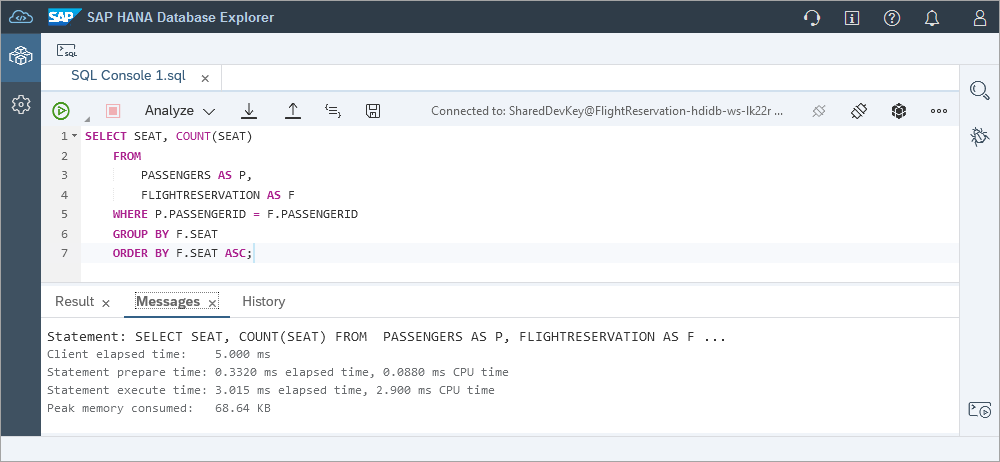 SAP SAP HANA Database Explorer
SQL
SQL Console 1.sql
Analyze Connected to: SharedDevKey@FlightReservation-hdidb-ws-lk22r ...
1 SELECT SEAT, COUNT(SEAT)
2 FROM
3 PASSENGERS AS P,
4 FLIGHTRESERVATION AS F
5 WHERE P.PASSENGERID = F.PASSENGERID
6 GROUP BY F.SEAT
7 ORDER BY F.SEAT ASC;
Result Messages History
Statement: SELECT SEAT, COUNT(SEAT) FROM PASSENGERS AS P, FLIGHTRESERVATION AS F ...
Client elapsed time: 5.000 ms
Statement prepare time: 0.3320 ms elapsed time, 0.0880 ms CPU time
Statement execute time: 3.015 ms elapsed time, 2.900 ms CPU time
Peak memory consumed: 68.64 KB